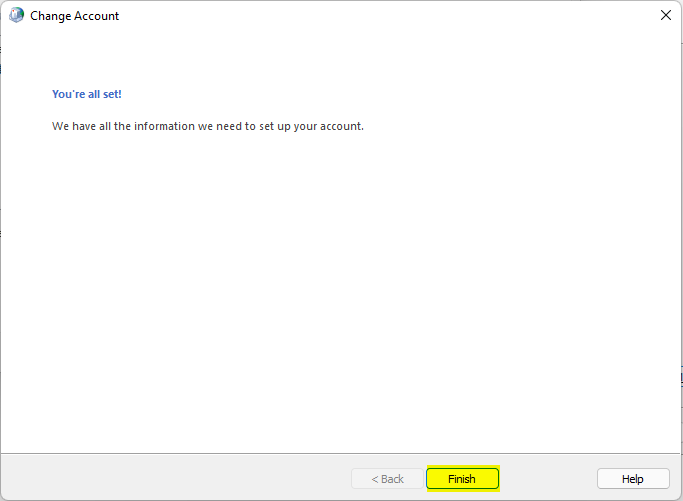 Change Account
You're all set!
We have all the information we need to set up your account.
< Back
Finish
Help